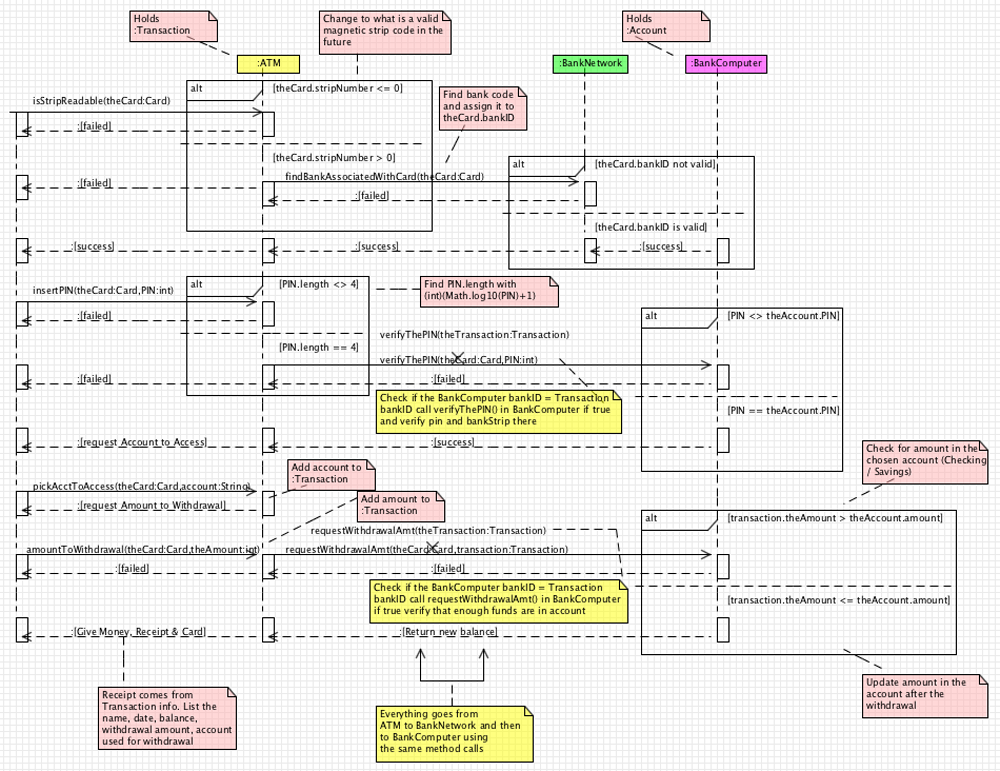 Holds
:Transaction
Change to what is a valid
magnetic strip code in the
future
Holds
:Account
:ATM
:BankNetwork
:BankComputer
alt
[theCard.stripNumber <= 0]
isStripReadable(theCard:Card)
Find bank code
and assign it to
theCard.bankID
:[failed]
[theCard.stripNumber > 0]
alt
[theCard.bankID not valid]
:[failed]
findBankAssociatedWithCard(theCard:Card)
:[failed]
[theCard.bankID is valid]
:[success]
:[success]
:[success]
alt
[PIN.length <> 4]
Find PIN.length with
(int)(Math.log10(PIN)+1)
insertPIN(theCard:Card,PIN:int)
:[failed]
alt
[PIN <> theAccount.PIN]
verifyThePIN(theTransaction:Transaction)
[PIN.length == 4]
verifyThePIN(theCard:Card,PIN:int)
:[failed]
:[failed]
Check if the BankComputer bankID = Transaction
bankID call verifyThePIN() in BankComputer if true
and verify pin and bankStrip there
[PIN == theAccount.PIN]
:[request Account to Access]
:[success]
Check for amount in the
chosen account (Checking
/ Savings)
Add account to
:Transaction
pickAcctToAccess(theCard:Card,account:String)
Add amount to
:Transaction
:[request Amount to Withdrawal]
alt
[transaction.theAmount > theAccount.amount]
requestWithdrawalAmt(theTransaction:Transaction)
amountToWithdrawal(theCard:Card,theAmount:int)
requestWithdrawalAmt(theCard:Card,transaction:Transaction)
:[failed]
:[failed]
Check if the BankComputer bankID = Transaction
bankID call requestWithdrawalAmt() in BankComputer
if true verify that enough funds are in account
[transaction.theAmount <= theAccount.amount]
:[Give Money, Receipt & Card]
:[Return new balance]
Receipt comes from
Transaction info. List the
name, date, balance,
withdrawal amount, account
used for withdrawal
Everything goes from
ATM to BankNetwork and then
to BankComputer using
the same method calls
Update amount in the
account after the
withdrawal